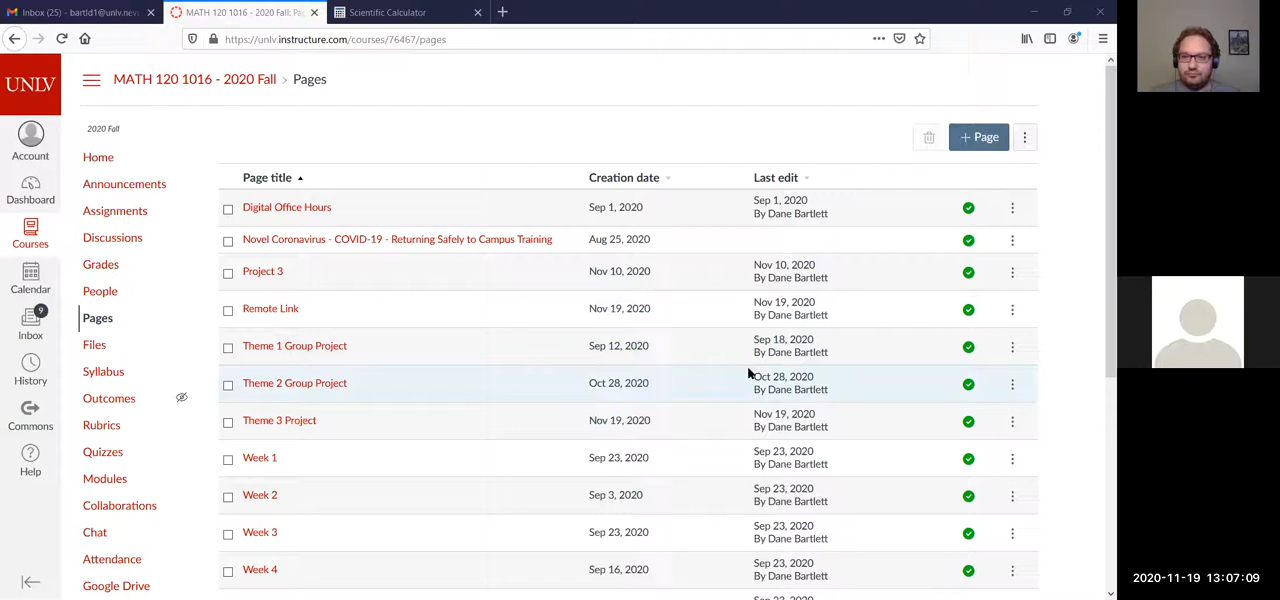 Inbox (25) - bartld1@unlv.nev
MATH 120 1016 - 2020 Fall: Pa
Scientific Calculator
https://unlv.instructure.com/courses/76467/pages
UNLV
MATH 120 1016 - 2020 Fall > Pages
2020 Fall
Account
Dashboard
Courses
Calendar
9
Inbox
History
Commons
Help
Home
Announcements
Assignments
Discussions
Grades
People
Pages
Files
Syllabus
Outcomes
Rubrics
Quizzes
Modules
Collaborations
Chat
Attendance
Google Drive
+ Page
Page title Creation date Last edit
Digital Office Hours Sep 1, 2020 Sep 1, 2020
By Dane Bartlett
Novel Coronavirus - COVID-19 - Returning Safely to Campus Training Aug 25, 2020
Project 3 Nov 10, 2020 Nov 10, 2020
By Dane Bartlett
Remote Link Nov 19, 2020 Nov 19, 2020
By Dane Bartlett
Theme 1 Group Project Sep 12, 2020 Sep 18, 2020
By Dane Bartlett
Theme 2 Group Project Oct 28, 2020 Oct 28, 2020
By Dane Bartlett
Theme 3 Project Nov 19, 2020 Nov 19, 2020
By Dane Bartlett
Week 1 Sep 23, 2020 Sep 23, 2020
By Dane Bartlett
Week 2 Sep 3, 2020 Sep 23, 2020
By Dane Bartlett
Week 3 Sep 23, 2020 Sep 23, 2020
By Dane Bartlett
Week 4 Sep 16, 2020 Sep 23, 2020
By Dane Bartlett
2020-11-19 13:07:09